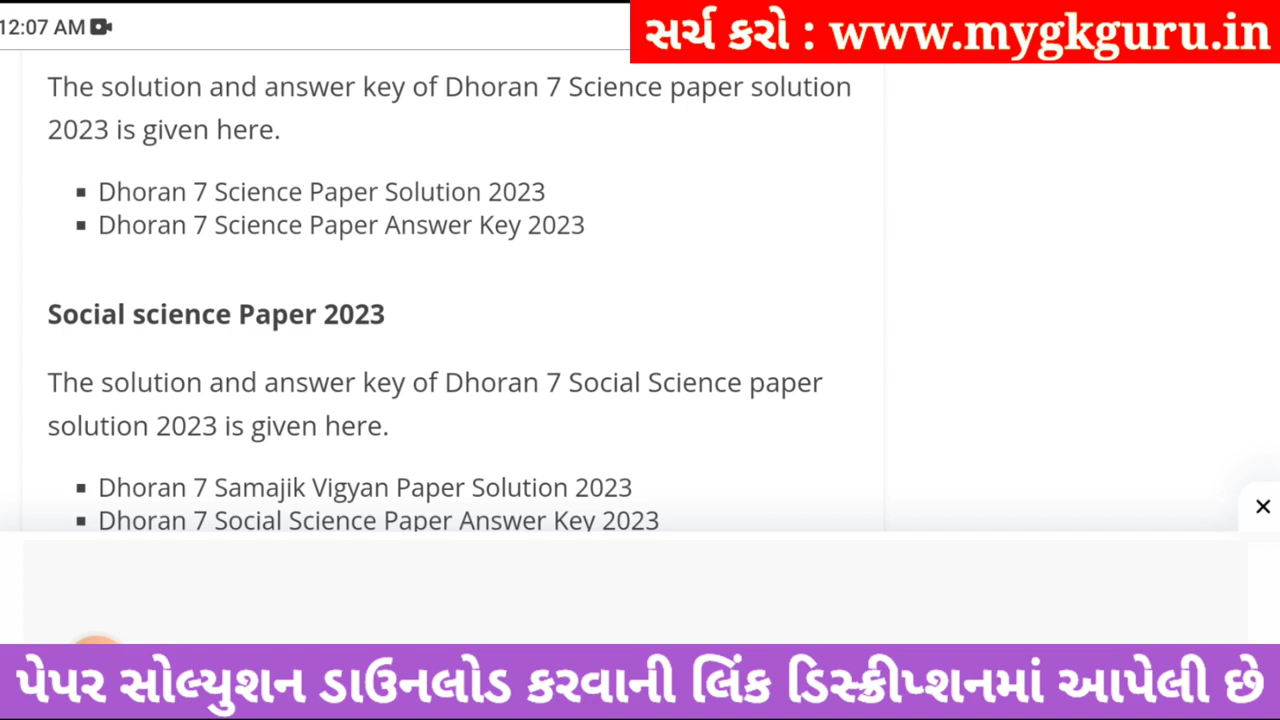 12:07 AM
સર્ચ કરો : www.mygkguru.in
The solution and answer key of Dhoran 7 Science paper solution
2023 is given here.
▪ Dhoran 7 Science Paper Solution 2023
▪ Dhoran 7 Science Paper Answer Key 2023
Social science Paper 2023
The solution and answer key of Dhoran 7 Social Science paper
solution 2023 is given here.
▪ Dhoran 7 Samajik Vigyan Paper Solution 2023
▪ Dhoran 7 Social Science Paper Answer Key 2023
પેપર સોલ્યુશન ડાઉનલોડ કરવાની લિંક ડિસ્ક્રીપ્શનમાં આપેલી છે